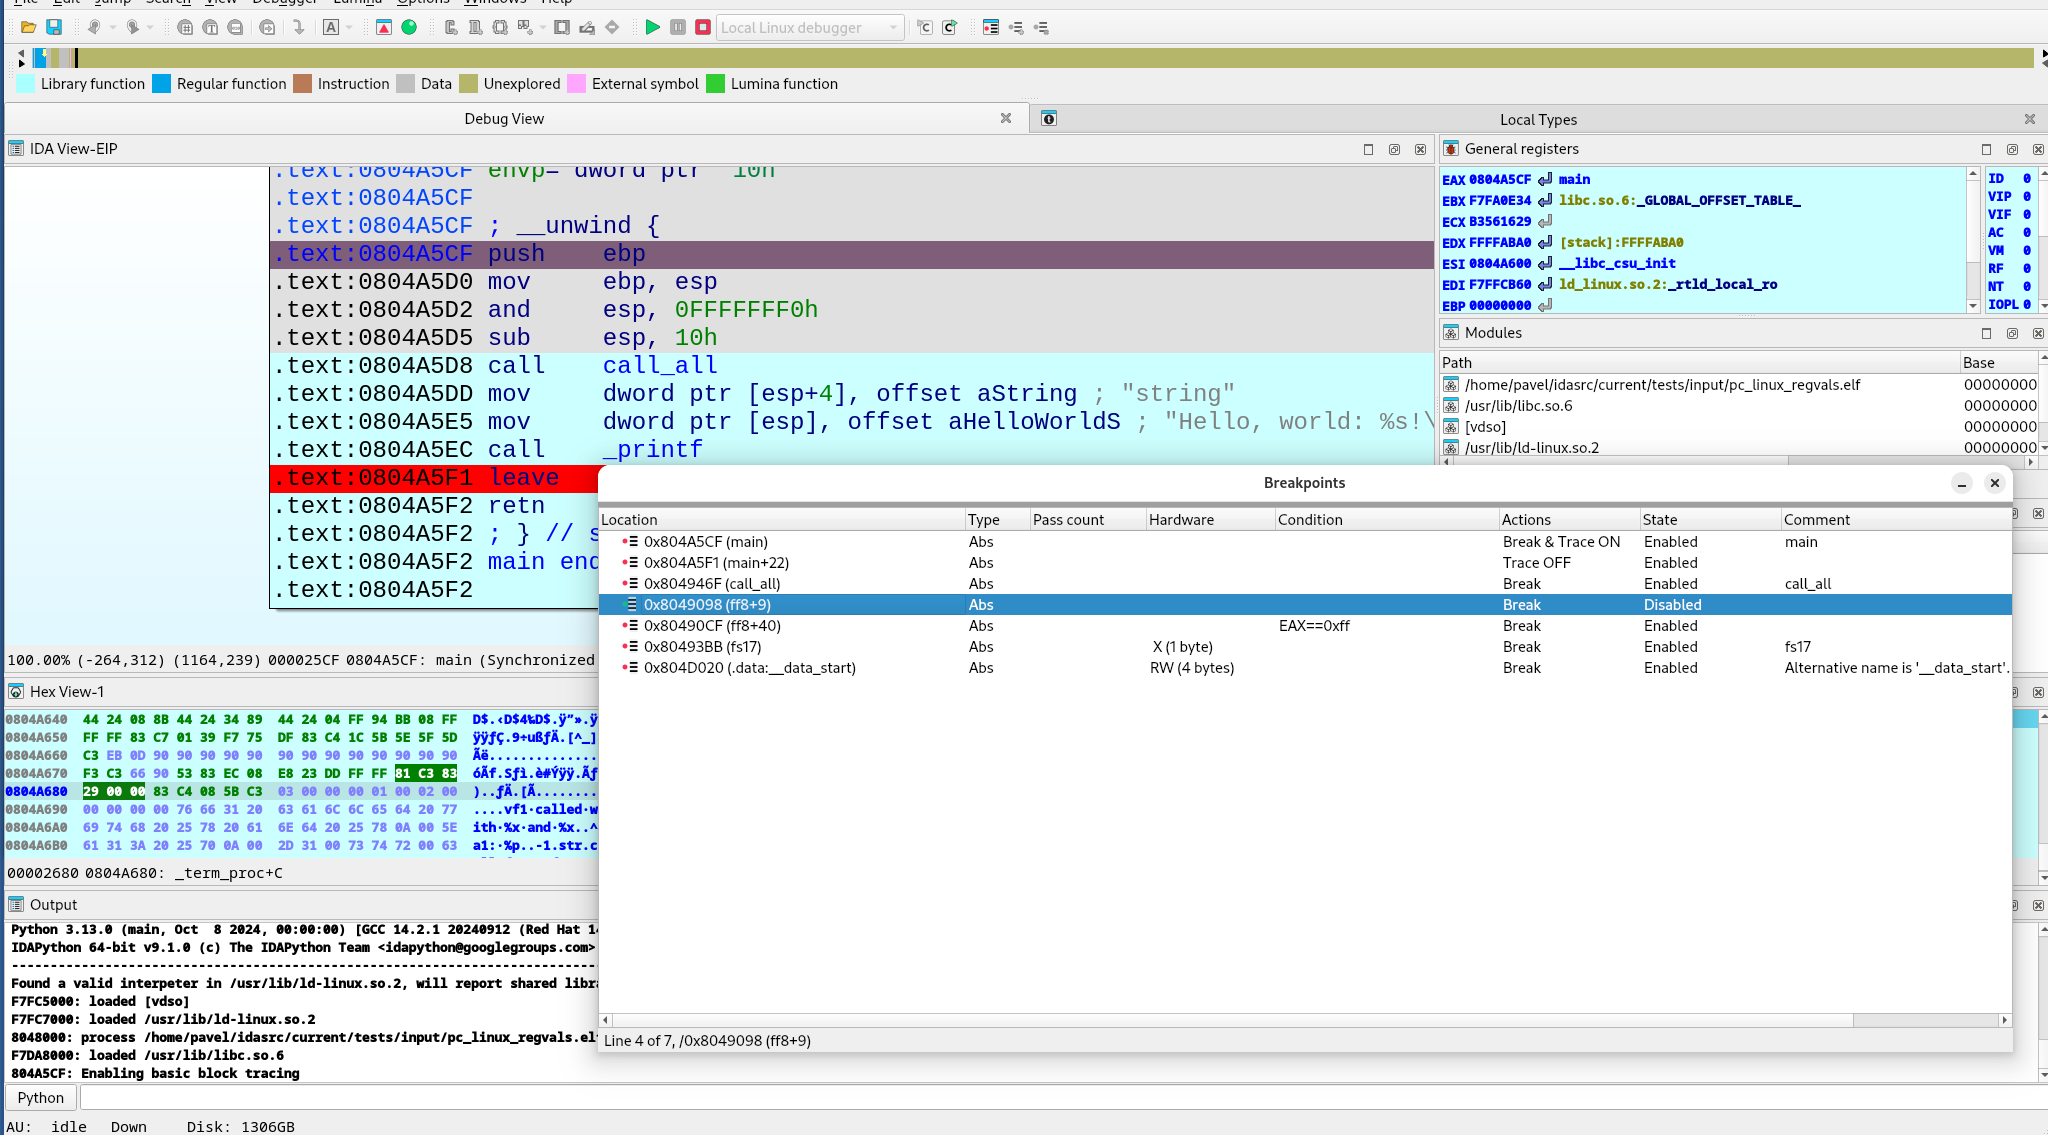 File Edit Jump Search View Debugger Lumina Options Windows Help
Local Linux debugger
Library function Regular function Instruction Data Unexplored External symbol Lumina function
Debug View
Local Types
IDA View-EIP
.text:0804A5CF envp= dword ptr  10h
.text:0804A5CF
.text:0804A5CF ; __unwind {
.text:0804A5CF push    ebp
.text:0804A5D0 mov     ebp, esp
.text:0804A5D2 and     esp, 0FFFFFFF0h
.text:0804A5D5 sub     esp, 10h
.text:0804A5D8 call    call_all
.text:0804A5DD mov     dword ptr [esp+4], offset aString ; "string"
.text:0804A5E5 mov     dword ptr [esp], offset aHelloWorldS ; "Hello, world: %s!\
.text:0804A5EC call    _printf
.text:0804A5F1 leave
.text:0804A5F2 retn
.text:0804A5F2 ; } // s
.text:0804A5F2 main end
.text:0804A5F2
100.00% (-264,312) (1164,239) 000025CF 0804A5CF: main (Synchronized
General registers
EAX 0804A5CF main
EBX F7FA0E34 libc.so.6:_GLOBAL_OFFSET_TABLE_
ECX B3561629
EDX FFFFABA0 [stack]:FFFFABA0
ESI 0804A600 __libc_csu_init
EDI F7FFCB60 ld_linux.so.2:_rtld_local_ro
EBP 00000000
ID 0
VIP 0
VIF 0
AC 0
VM 0
RF 0
NT 0
IOPL 0
Modules
Path Base
/home/pavel/idasrc/current/tests/input/pc_linux_regvals.elf 00000000
/usr/lib/libc.so.6 00000000
[vdso] 00000000
/usr/lib/ld-linux.so.2 00000000
Breakpoints
Location Type Pass count Hardware Condition Actions State Comment
0x804A5CF (main) Abs Break & Trace ON Enabled main
0x804A5F1 (main+22) Abs Trace OFF Enabled
0x804946F (call_all) Abs Break Enabled call_all
0x8049098 (ff8+9) Abs Break Disabled
0x80490CF (ff8+40) Abs EAX==0xff Break Enabled
0x80493BB (fs17) Abs X (1 byte) Break Enabled fs17
0x804D020 (.data:__data_start) Abs RW (4 bytes) Break Enabled Alternative name is '__data_start'.
Line 4 of 7, /0x8049098 (ff8+9)
Hex View-1
0804A640 44 24 08 8B 44 24 34 89 44 24 04 FF 94 BB 08 FF D$.‹D$4‰D$.ÿ”».ÿ
0804A650 FF FF 83 C7 01 39 F7 75 DF 83 C4 1C 5B 5E 5F 5D ÿÿƒÇ.9÷ußƒÄ.[^_]
0804A660 C3 EB 0D 90 90 90 90 90 90 90 90 90 90 90 90 90 Ãë..............
0804A670 F3 C3 66 90 53 83 EC 08 E8 23 DD FF FF 81 C3 83 óÃf.Sƒì.è#Ýÿÿ.Ãƒ
0804A680 29 00 00 83 C4 08 5B C3 03 00 00 00 01 00 02 00 )..ƒÄ.[Ã........
0804A690 00 00 00 00 76 66 31 20 63 61 6C 6C 65 64 20 77 ....vf1·called·w
0804A6A0 69 74 68 20 25 78 20 61 6E 64 20 25 78 0A 00 5E ith·%x·and·%x..^
0804A6B0 61 31 3A 20 25 70 0A 00 2D 31 00 73 74 72 00 63 a1:·%p..-1.str.c
00002680 0804A680: _term_proc+C
Output
Python 3.13.0 (main, Oct  8 2024, 00:00:00) [GCC 14.2.1 20240912 (Red Hat 14
IDAPython 64-bit v9.1.0 (c) The IDAPython Team <idapython@googlegroups.com>
---------------------------------------------------------------------------
Found a valid interpeter in /usr/lib/ld-linux.so.2, will report shared libra
F7FC5000: loaded [vdso]
F7FC7000: loaded /usr/lib/ld-linux.so.2
8048000: process /home/pavel/idasrc/current/tests/input/pc_linux_regvals.elf
F7DA8000: loaded /usr/lib/libc.so.6
804A5CF: Enabling basic block tracing
Python
AU: idle Down Disk: 1306GB